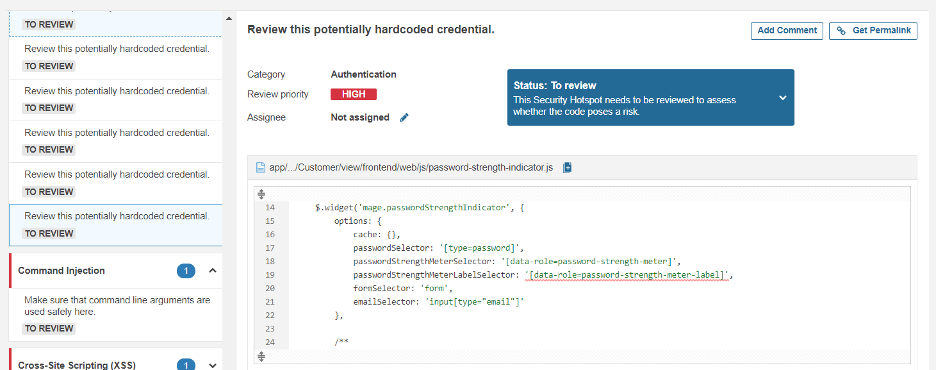 TO REVIEW
Review this potentially hardcoded credential.
TO REVIEW
Review this potentially hardcoded credential.
TO REVIEW
Review this potentially hardcoded credential.
TO REVIEW
Review this potentially hardcoded credential.
TO REVIEW
Review this potentially hardcoded credential.
TO REVIEW
Command Injection 1
Make sure that command line arguments are
used safely here.
TO REVIEW
Cross-Site Scripting (XSS) 1
Review this potentially hardcoded credential.
Add Comment
Get Permalink
Category Authentication
Review priority HIGH
Assignee Not assigned
Status: To review
This Security Hotspot needs to be reviewed to assess
whether the code poses a risk.
app/.../Customer/view/frontend/web/js/password-strength-indicator.js
14 $.widget('mage.passwordStrengthIndicator', {
15 options: {
16 cache: {},
17 passwordSelector: '[type=password]',
18 passwordStrengthMeterSelector: '[data-role=password-strength-meter]',
19 passwordStrengthMeterLabelSelector: '[data-role=password-strength-meter-label]',
20 formSelector: 'form',
21 emailSelector: 'input[type="email"]'
22 },
23
24 /**